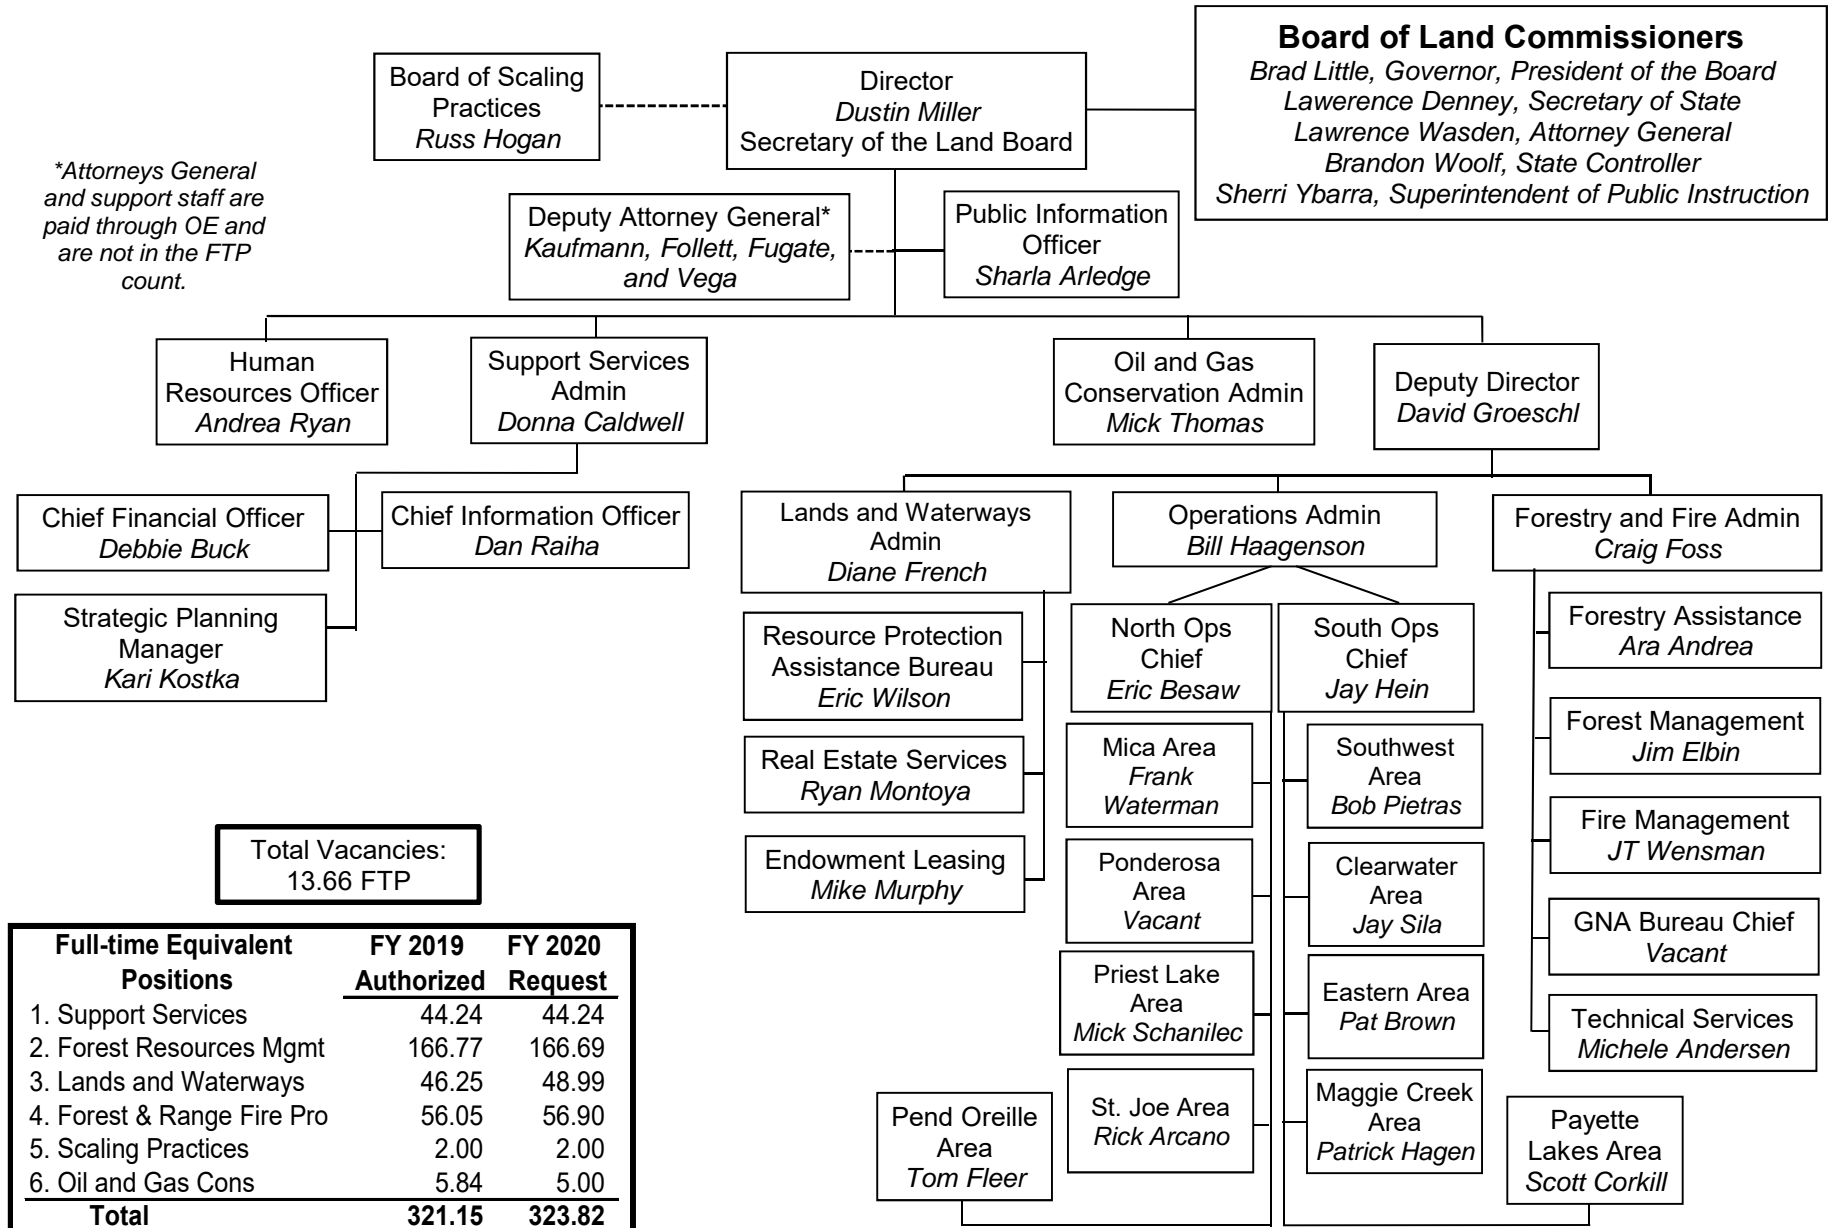 Board of Land Commissioners
Brad Little, Governor, President of the Board
Lawerence Denney, Secretary of State
Lawrence Wasden, Attorney General
Brandon Woolf, State Controller
Sherri Ybarra, Superintendent of Public Instruction
Board of Scaling
Practices
Russ Hogan
Director
Dustin Miller
Secretary of the Land Board
*Attorneys General
and support staff are
paid through OE and
are not in the FTP
count.
Deputy Attorney General*
Kaufmann, Follett, Fugate,
and Vega
Public Information
Officer
Sharla Arledge
Human
Resources Officer
Andrea Ryan
Support Services
Admin
Donna Caldwell
Oil and Gas
Conservation Admin
Mick Thomas
Deputy Director
David Groeschl
Chief Financial Officer
Debbie Buck
Chief Information Officer
Dan Raiha
Strategic Planning
Manager
Kari Kostka
Lands and Waterways
Admin
Diane French
Operations Admin
Bill Haagenson
Forestry and Fire Admin
Craig Foss
Resource Protection
Assistance Bureau
Eric Wilson
Real Estate Services
Ryan Montoya
Endowment Leasing
Mike Murphy
North Ops
Chief
Eric Besaw
South Ops
Chief
Jay Hein
Mica Area
Frank
Waterman
Ponderosa
Area
Vacant
Priest Lake
Area
Mick Schanilec
St. Joe Area
Rick Arcano
Pend Oreille
Area
Tom Fleer
Southwest
Area
Bob Pietras
Clearwater
Area
Jay Sila
Eastern Area
Pat Brown
Maggie Creek
Area
Patrick Hagen
Payette
Lakes Area
Scott Corkill
Forestry Assistance
Ara Andrea
Forest Management
Jim Elbin
Fire Management
JT Wensman
GNA Bureau Chief
Vacant
Technical Services
Michele Andersen
Total Vacancies:
13.66 FTP
Full-time Equivalent FY 2019 FY 2020
Positions Authorized Request
1. Support Services 44.24 44.24
2. Forest Resources Mgmt 166.77 166.69
3. Lands and Waterways 46.25 48.99
4. Forest & Range Fire Pro 56.05 56.90
5. Scaling Practices 2.00 2.00
6. Oil and Gas Cons 5.84 5.00
Total 321.15 323.82